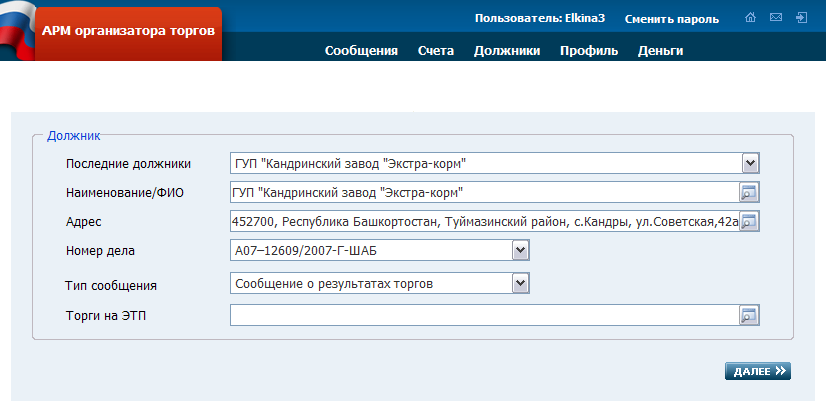 Пользователь: Elkina3 Сменить пароль
АРМ организатора торгов
Сообщения Счета Должники Профиль Деньги
Должник
Последние должники ГУП "Кандринский завод "Экстра-корм"
Наименование/ФИО ГУП "Кандринский завод "Экстра-корм"
Адрес 452700, Республика Башкортостан, Туймазинский район, с.Кандры, ул.Советская,42а
Номер дела А07–12609/2007-Г-ШАБ
Тип сообщения Сообщение о результатах торгов
Торги на ЭТП
ДАЛЕЕ